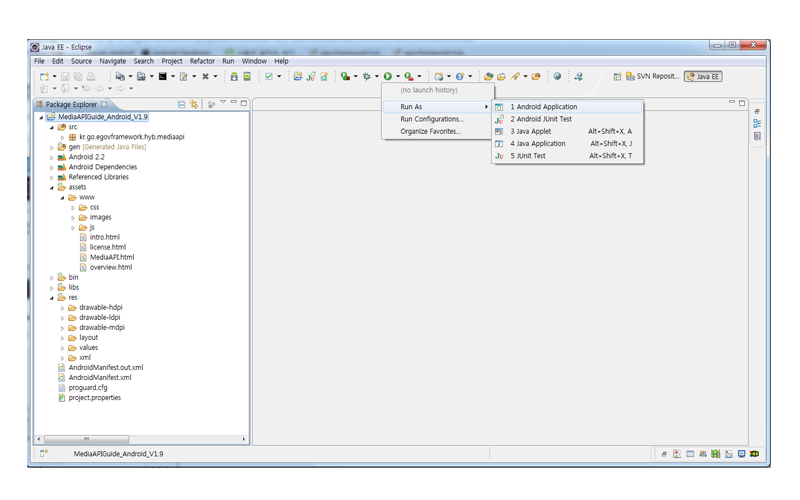 Java EE - Eclipse
File Edit Source Navigate Search Project Refactor Run Window Help
SVN Reposit... Java EE
Package Explorer
MediaAPIGuide_Android_V1.9
src
kr.go.egovframework.hyb.mediaapi
gen [Generated Java Files]
Android 2.2
Android Dependencies
Referenced Libraries
assets
www
css
images
js
intro.html
license.html
MediaAPI.html
overview.html
bin
libs
res
drawable-hdpi
drawable-ldpi
drawable-mdpi
layout
values
xml
AndroidManifest.out.xml
AndroidManifest.xml
proguard.cfg
project.properties
(no launch history)
Run As
Run Configurations...
Organize Favorites...
1 Android Application
2 Android JUnit Test
3 Java Applet Alt+Shift+X, A
4 Java Application Alt+Shift+X, J
5 JUnit Test Alt+Shift+X, T
MediaAPIGuide_Android_V1.9